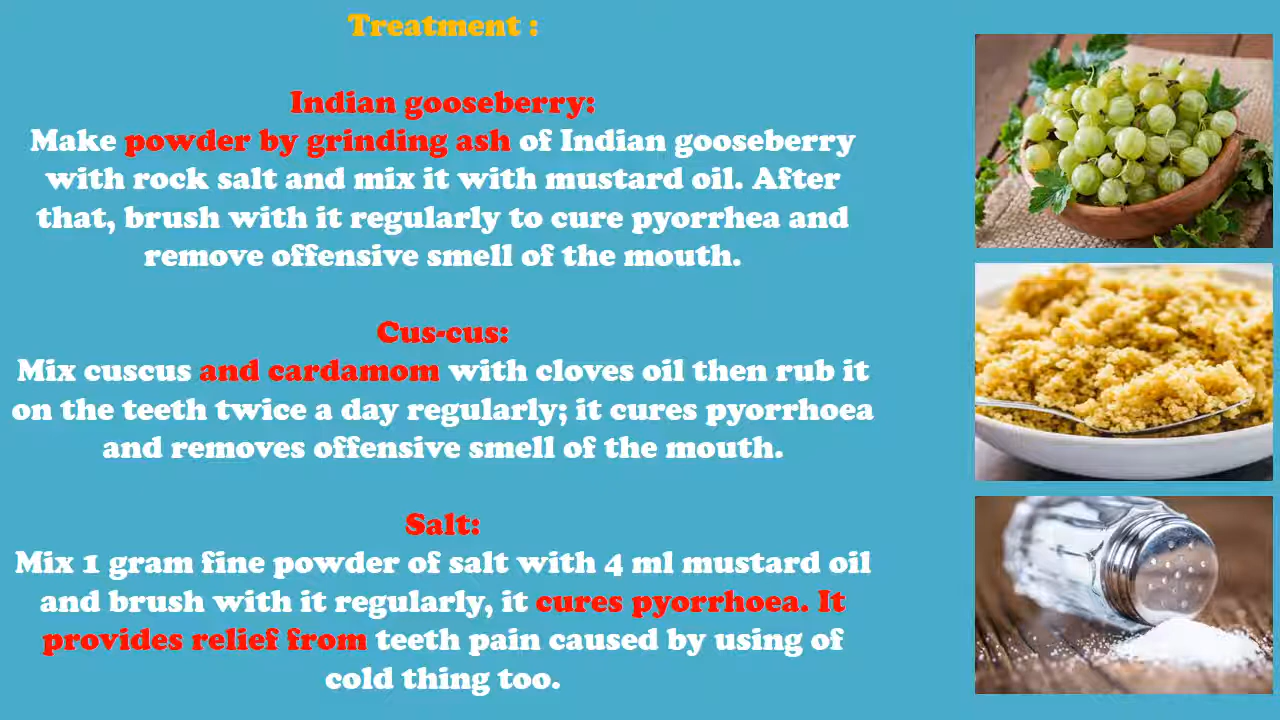 Treatment :
Indian gooseberry:
Make powder by grinding ash of Indian gooseberry
with rock salt and mix it with mustard oil. After
that, brush with it regularly to cure pyorrhea and
remove offensive smell of the mouth.
Cus-cus:
Mix cuscus and cardamom with cloves oil then rub it
on the teeth twice a day regularly; it cures pyorrhoea
and removes offensive smell of the mouth.
Salt:
Mix 1 gram fine powder of salt with 4 ml mustard oil
and brush with it regularly, it cures pyorrhoea. It
provides relief from teeth pain caused by using of
cold thing too.